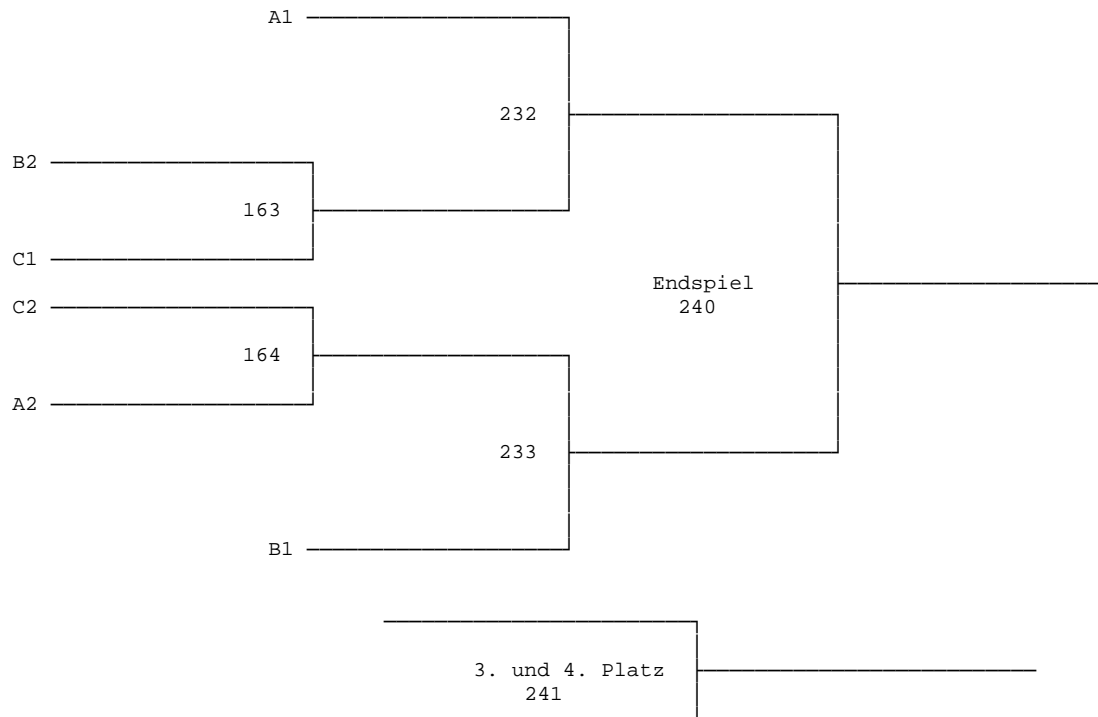 A1
232
B2
163
C1
Endspiel
240
C2
164
A2
233
B1
3. und 4. Platz
241